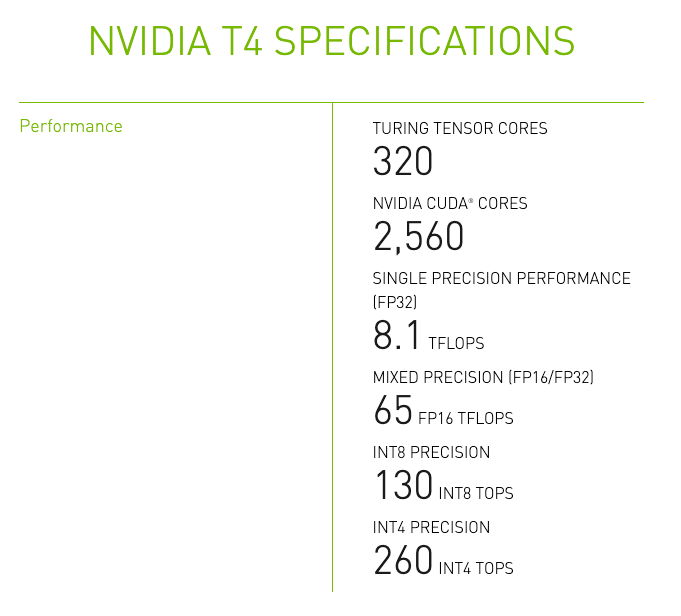 NVIDIA T4 SPECIFICATIONS
Performance
TURING TENSOR CORES
320
NVIDIA CUDA® CORES
2,560
SINGLE PRECISION PERFORMANCE
(FP32)
8.1 TFLOPS
MIXED PRECISION (FP16/FP32)
65 FP16 TFLOPS
INT8 PRECISION
130 INT8 TOPS
INT4 PRECISION
260 INT4 TOPS